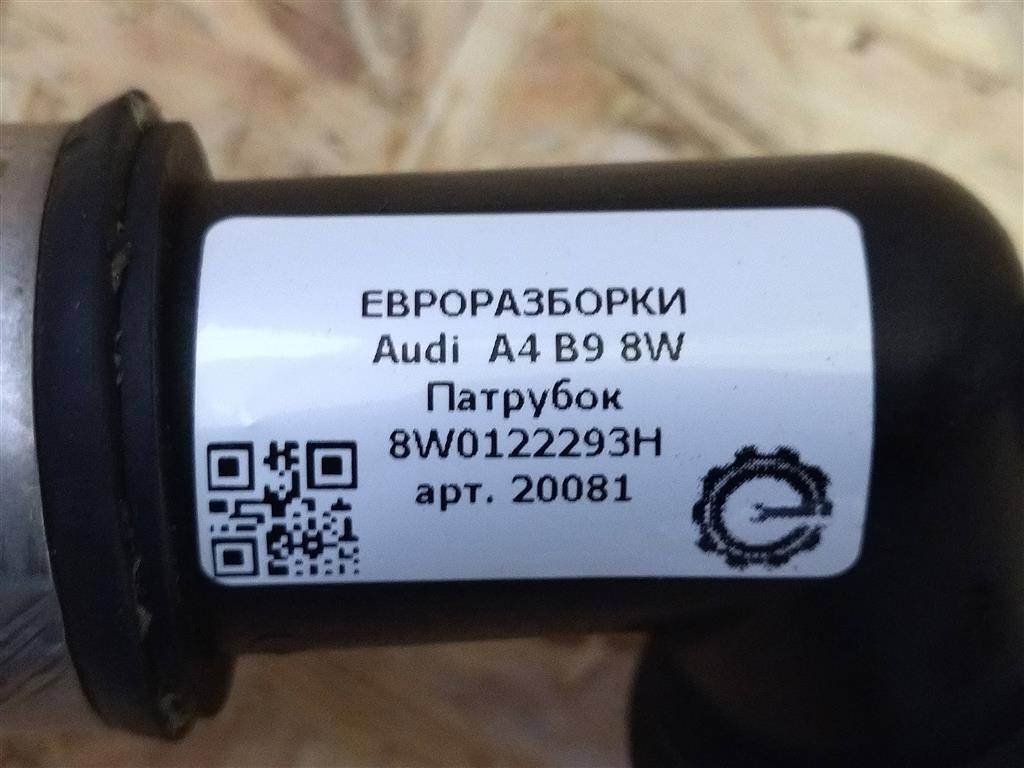 ЕВРОРАЗБОРКИ
Audi A4 B9 8W
Патрубок
8W0122293H
арт. 20081